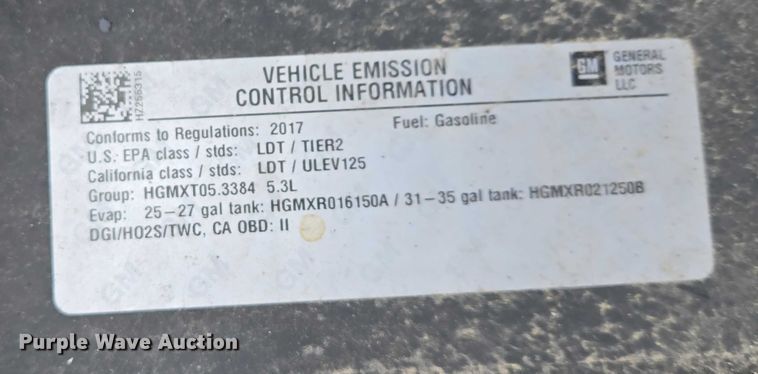 VEHICLE EMISSION
CONTROL INFORMATION
GM
GENERAL
MOTORS
LLC
HZ256315
Conforms to Regulations: 2017 Fuel: Gasoline
U.S. EPA class / stds: LDT / TIER2
California class / stds: LDT / ULEV125
Group: HGMXT05.3384 5.3L
Evap: 25-27 gal tank: HGMXR016150A / 31-35 gal tank: HGMXR021250B
DGI/HO2S/TWC, CA OBD: II
Purple Wave Auction